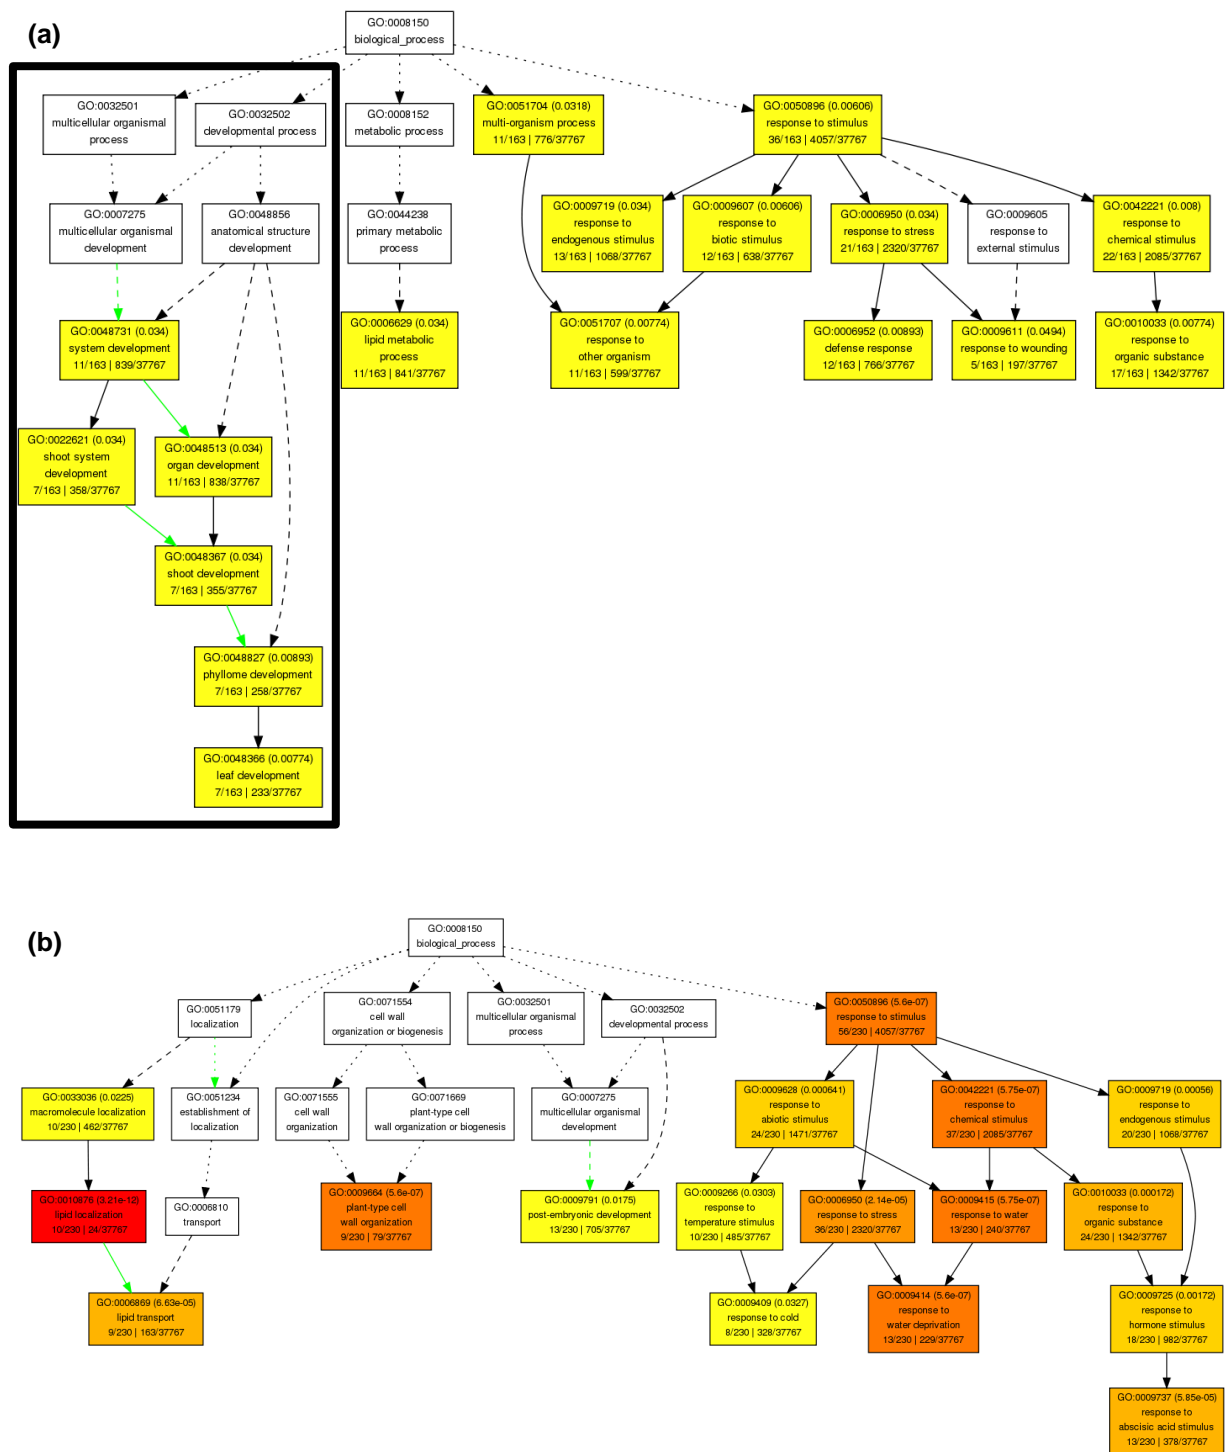 (a)
GO:0008150
biological_process
GO:0032501
multicellular organismal
process
GO:0032502
developmental process
GO:0008152
metabolic process
GO:0051704 (0.0318)
multi-organism process
11/163 | 776/37767
GO:0050896 (0.00606)
response to stimulus
36/163 | 4057/37767
GO:0007275
multicellular organismal
development
GO:0048856
anatomical structure
development
GO:0044238
primary metabolic
process
GO:0009719 (0.034)
response to
endogenous stimulus
13/163 | 1068/37767
GO:0009607 (0.00606)
response to
biotic stimulus
12/163 | 638/37767
GO:0006950 (0.034)
response to stress
21/163 | 2320/37767
GO:0009605
response to
external stimulus
GO:0042221 (0.008)
response to
chemical stimulus
22/163 | 2085/37767
GO:0048731 (0.034)
system development
11/163 | 839/37767
GO:0006629 (0.034)
lipid metabolic
process
11/163 | 841/37767
GO:0051707 (0.00774)
response to
other organism
11/163 | 599/37767
GO:0006952 (0.00893)
defense response
12/163 | 766/37767
GO:0009611 (0.0494)
response to wounding
5/163 | 197/37767
GO:0010033 (0.00774)
response to
organic substance
17/163 | 1342/37767
GO:0022621 (0.034)
shoot system
development
7/163 | 358/37767
GO:0048513 (0.034)
organ development
11/163 | 838/37767
GO:0048367 (0.034)
shoot development
7/163 | 355/37767
GO:0048827 (0.00893)
phyllome development
7/163 | 258/37767
GO:0048366 (0.00774)
leaf development
7/163 | 233/37767
(b)
GO:0008150
biological_process
GO:0051179
localization
GO:0071554
cell wall
organization or biogenesis
GO:0032501
multicellular organismal
process
GO:0032502
developmental process
GO:0050896 (5.6e-07)
response to stimulus
56/230 | 4057/37767
GO:0033036 (0.0225)
macromolecule localization
10/230 | 462/37767
GO:0051234
establishment of
localization
GO:0071555
cell wall
organization
GO:0071669
plant-type cell
wall organization or biogenesis
GO:0007275
multicellular organismal
development
GO:0009628 (0.000641)
response to
abiotic stimulus
24/230 | 1471/37767
GO:0042221 (5.75e-07)
response to
chemical stimulus
37/230 | 2085/37767
GO:0009719 (0.00056)
response to
endogenous stimulus
20/230 | 1068/37767
GO:0010876 (3.21e-12)
lipid localization
10/230 | 24/37767
GO:0006810
transport
GO:0009664 (5.6e-07)
plant-type cell
wall organization
9/230 | 79/37767
GO:0009791 (0.0175)
post-embryonic development
13/230 | 705/37767
GO:0009266 (0.0303)
response to
temperature stimulus
10/230 | 485/37767
GO:0006950 (2.14e-05)
response to stress
36/230 | 2320/37767
GO:0009415 (5.75e-07)
response to water
13/230 | 240/37767
GO:0010033 (0.000172)
response to
organic substance
24/230 | 1342/37767
GO:0006869 (6.63e-05)
lipid transport
9/230 | 163/37767
GO:0009409 (0.0327)
response to cold
8/230 | 328/37767
GO:0009414 (5.6e-07)
response to
water deprivation
13/230 | 229/37767
GO:0009725 (0.00172)
response to
hormone stimulus
18/230 | 982/37767
GO:0009737 (5.85e-05)
response to
abscisic acid stimulus
13/230 | 378/37767